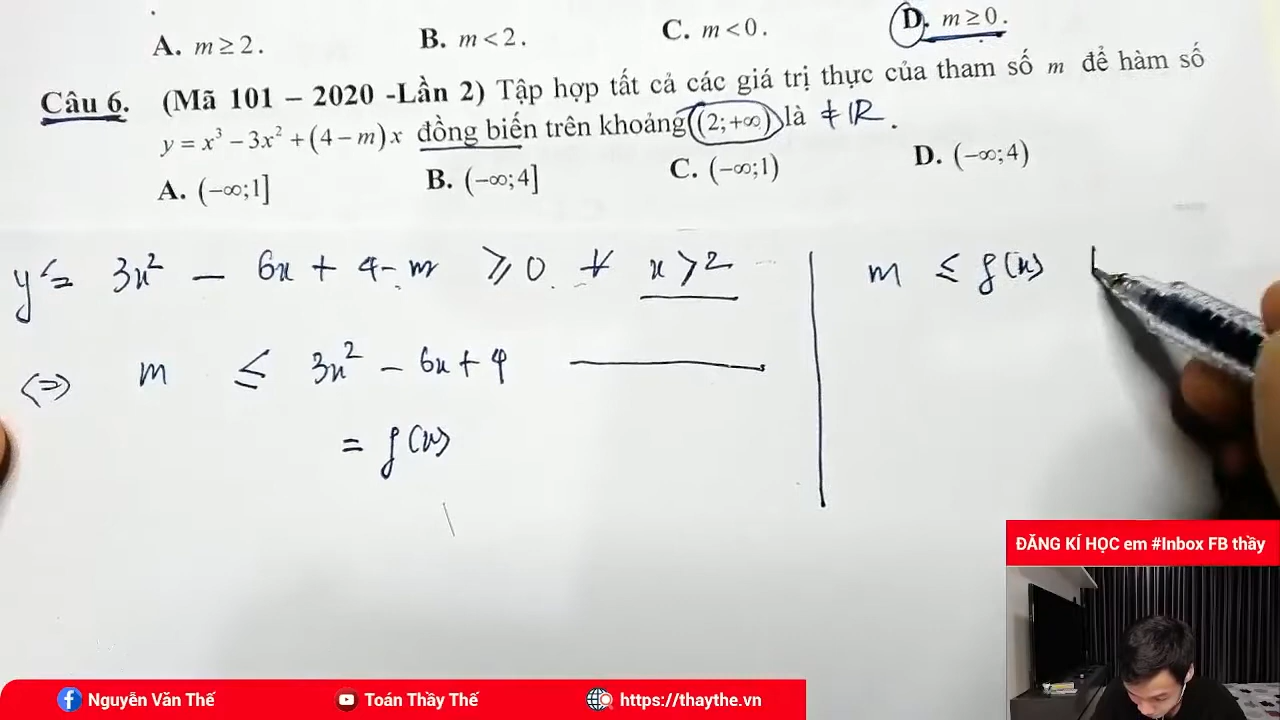 A. m ≥ 2.   B. m < 2.   C. m < 0.   D. m ≥ 0.
Câu 6. (Mã 101 – 2020 -Lần 2) Tập hợp tất cả các giá trị thực của tham số m để hàm số
y = x³ – 3x² + (4 – m)x đồng biến trên khoảng (2;+∞) là ≠ ℝ.
A. (–∞;1]   B. (–∞;4]   C. (–∞;1)   D. (–∞;4)
y' = 3x² – 6x + 4 – m ≥ 0 ∀ x > 2
⇔ m ≤ 3x² – 6x + 4
= f(x)
m ≤ f(x)
ĐĂNG KÍ HỌC em #Inbox FB thầy
Nguyễn Văn Thế   Toán Thầy Thế   https://thaythe.vn